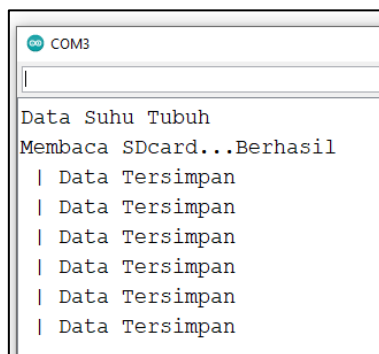 COM3
Data Suhu Tubuh
Membaca SDcard...Berhasil
| Data Tersimpan
| Data Tersimpan
| Data Tersimpan
| Data Tersimpan
| Data Tersimpan
| Data Tersimpan